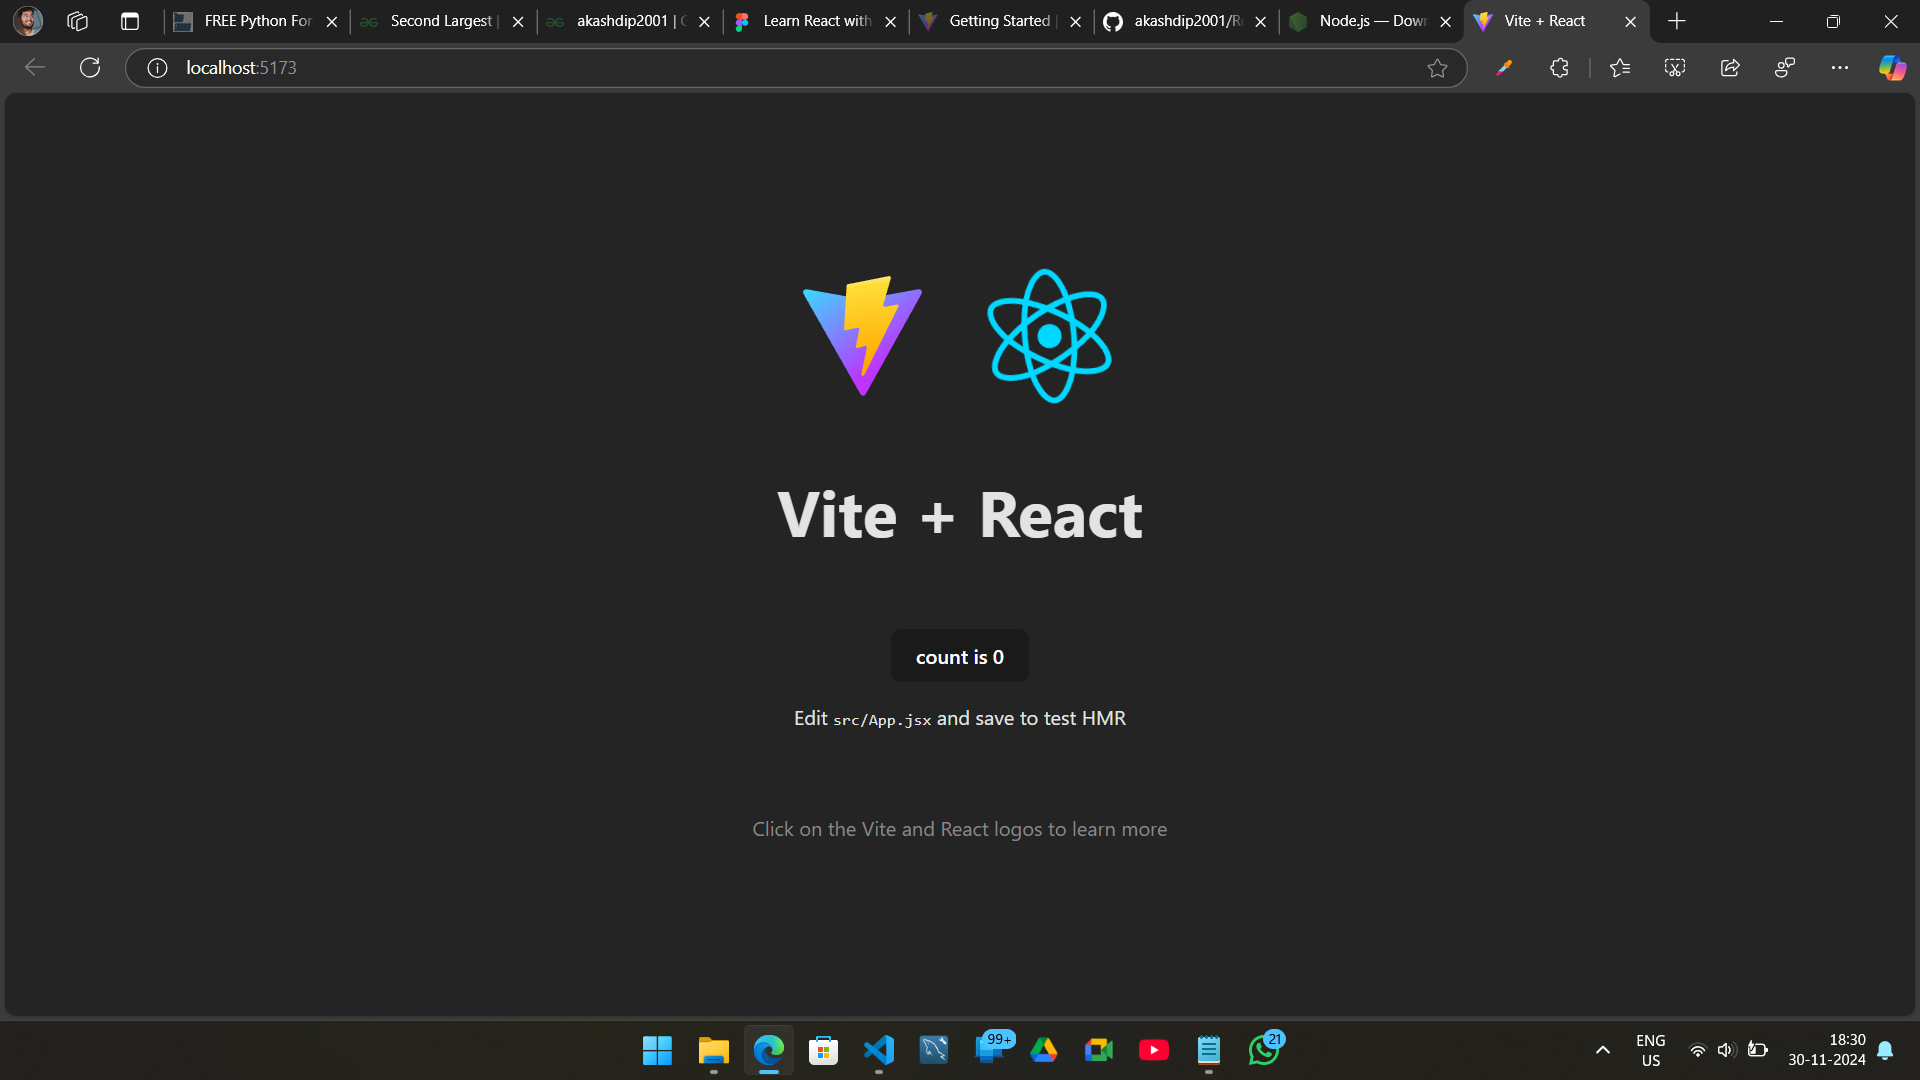 FREE Python For
Second Largest
akashdip2001 | G
Learn React with
Getting Started |
akashdip2001/Re
Node.js — Down
Vite + React
localhost:5173
Vite + React
count is 0
Edit src/App.jsx and save to test HMR
Click on the Vite and React logos to learn more
99+
21
ENG
US
18:30
30-11-2024